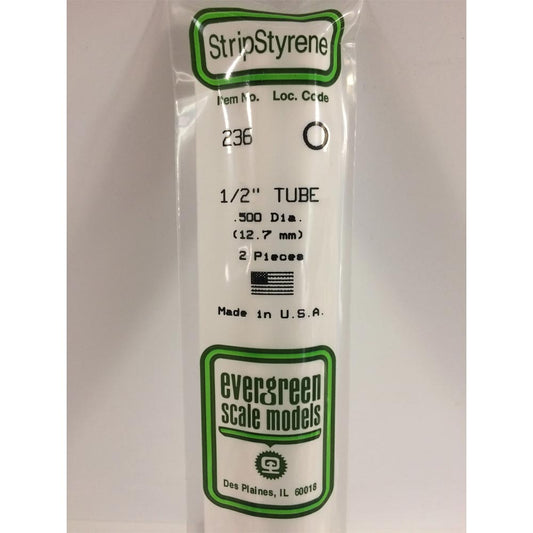 StripStyrene
Item No. Loc. Code
236
1/2" TUBE
.500 Dia.
(12.7 mm)
2 Pieces
Made in U.S.A.
evergreen
scale models
Des Plaines, IL 60018